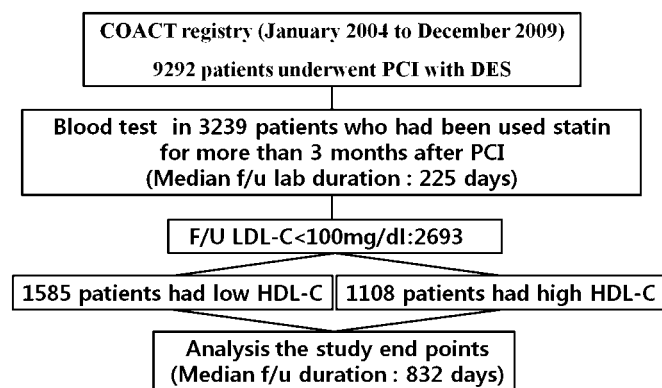 COACT registry (January 2004 to December 2009)
9292 patients underwent PCI with DES
Blood test in 3239 patients who had been used statin
for more than 3 months after PCI
(Median f/u lab duration : 225 days)
F/U LDL-C<100mg/dl:2693
1585 patients had low HDL-C
1108 patients had high HDL-C
Analysis the study end points
(Median f/u duration : 832 days)